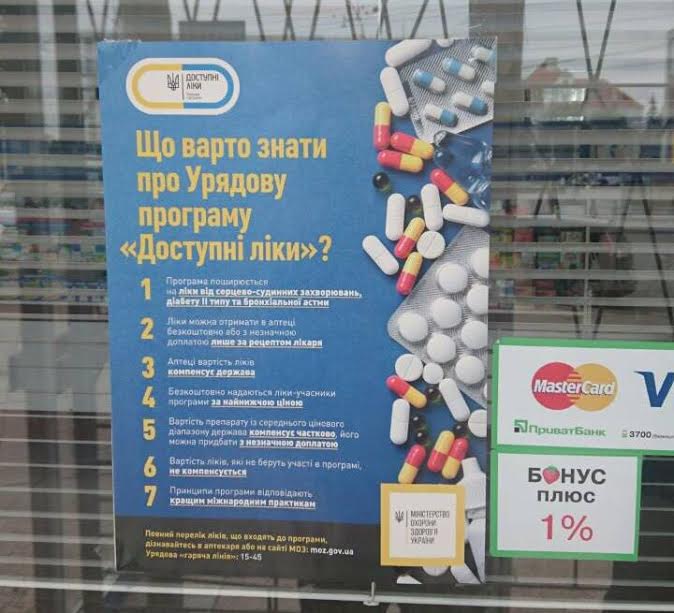 ДОСТУПНІ
ЛІКИ
Що варто знати
про Урядову
програму
«Доступні ліки»?
1 Програма поширюється
на ліки від серцево-судинних захворювань,
діабету II типу та бронхіальної астми
2 Ліки можна отримати в аптеці
безкоштовно або з незначною
доплатою лише за рецептом лікаря
3 Аптеці вартість ліків
компенсує держава
4 Безкоштовно надаються ліки-учасники
програми за найнижчою ціною
5 Вартість препарату із середнього цінового
діапазону держава компенсує частково, його
можна придбати з незначною доплатою
6 Вартість ліків, які не беруть участі в програмі,
не компенсується
7 Принципи програми відповідають
кращим міжнародним практикам
Повний перелік ліків, що входять до програми,
дізнавайтесь в аптекаря або на сайті МОЗ: moz.gov.ua
Урядова «гаряча лінія»: 15-45
МІНІСТЕРСТВО
ОХОРОНИ
ЗДОРОВ'Я
УКРАЇНИ
MasterCard
V
ПриватБанк
3700
БОНУС
ПЛЮС
1%